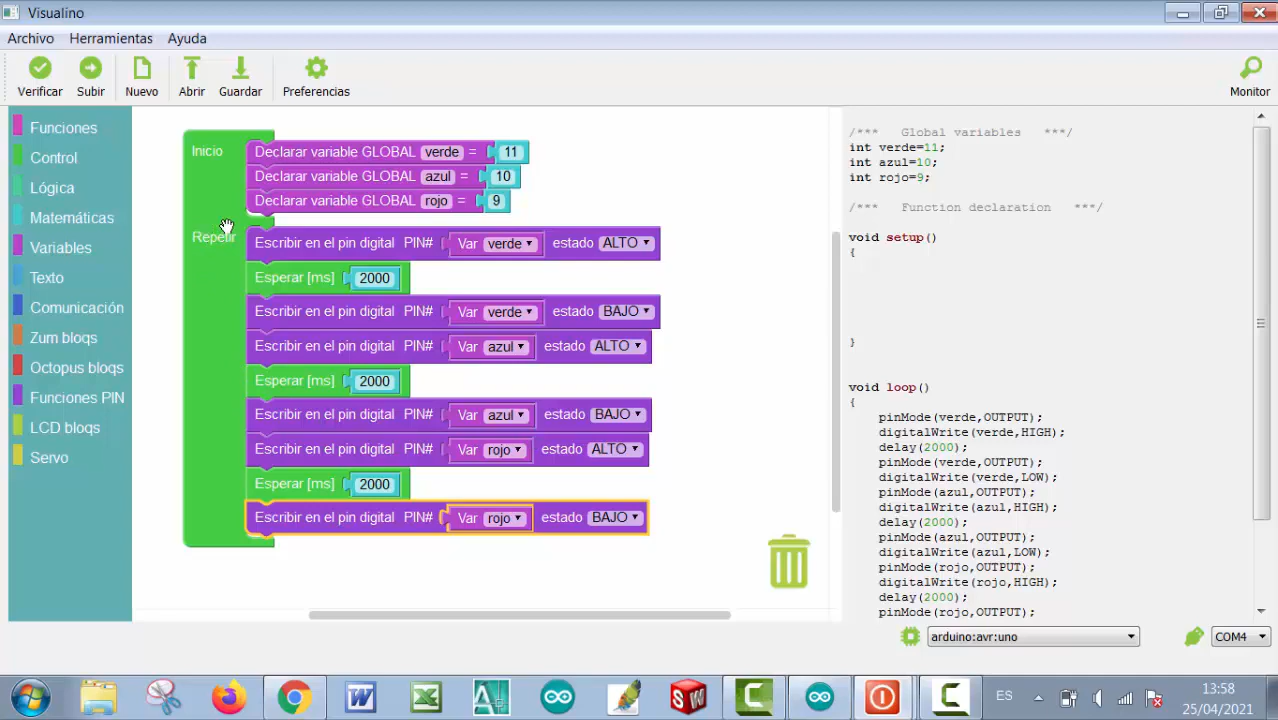 Visualino
Archivo Herramientas Ayuda
Verificar Subir Nuevo Abrir Guardar Preferencias Monitor
Funciones
Control
Lógica
Matemáticas
Variables
Texto
Comunicación
Zum bloqs
Octopus bloqs
Funciones PIN
LCD bloqs
Servo
Inicio
Declarar variable GLOBAL verde = 11
Declarar variable GLOBAL azul = 10
Declarar variable GLOBAL rojo = 9
Repetir
Escribir en el pin digital PIN# Var verde estado ALTO
Esperar [ms] 2000
Escribir en el pin digital PIN# Var verde estado BAJO
Escribir en el pin digital PIN# Var azul estado ALTO
Esperar [ms] 2000
Escribir en el pin digital PIN# Var azul estado BAJO
Escribir en el pin digital PIN# Var rojo estado ALTO
Esperar [ms] 2000
Escribir en el pin digital PIN# Var rojo estado BAJO
/*** Global variables ***/
int verde=11;
int azul=10;
int rojo=9;
/*** Function declaration ***/
void setup()
{
}
void loop()
{
pinMode(verde,OUTPUT);
digitalWrite(verde,HIGH);
delay(2000);
pinMode(verde,OUTPUT);
digitalWrite(verde,LOW);
pinMode(azul,OUTPUT);
digitalWrite(azul,HIGH);
delay(2000);
pinMode(azul,OUTPUT);
digitalWrite(azul,LOW);
pinMode(rojo,OUTPUT);
digitalWrite(rojo,HIGH);
delay(2000);
pinMode(rojo,OUTPUT);
arduino:avr:uno COM4
ES 13:58
25/04/2021